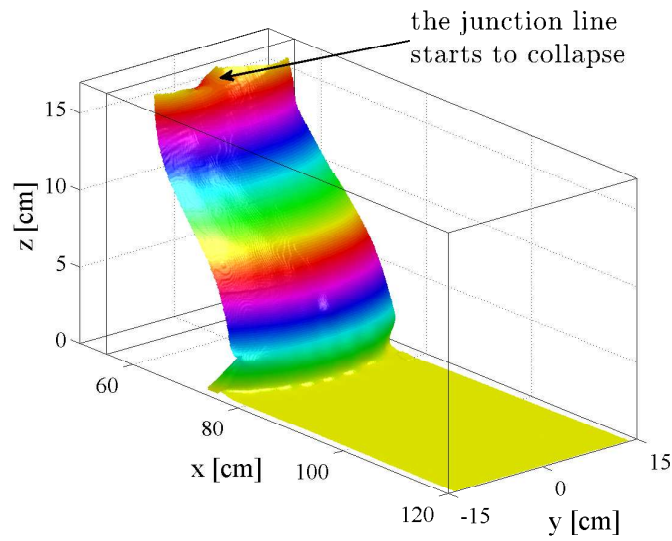 the junction line
starts to collapse
15
10
5
0
z [cm]
60
80
100
120
x [cm]
-15
0
15
y [cm]